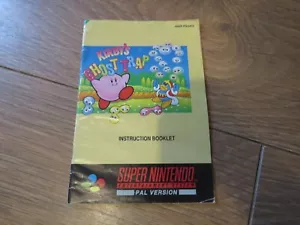 KIRBY'S
GHOST TRAP
INSTRUCTION BOOKLET
SUPER NINTENDO
ENTERTAINMENT SYSTEM
PAL VERSION